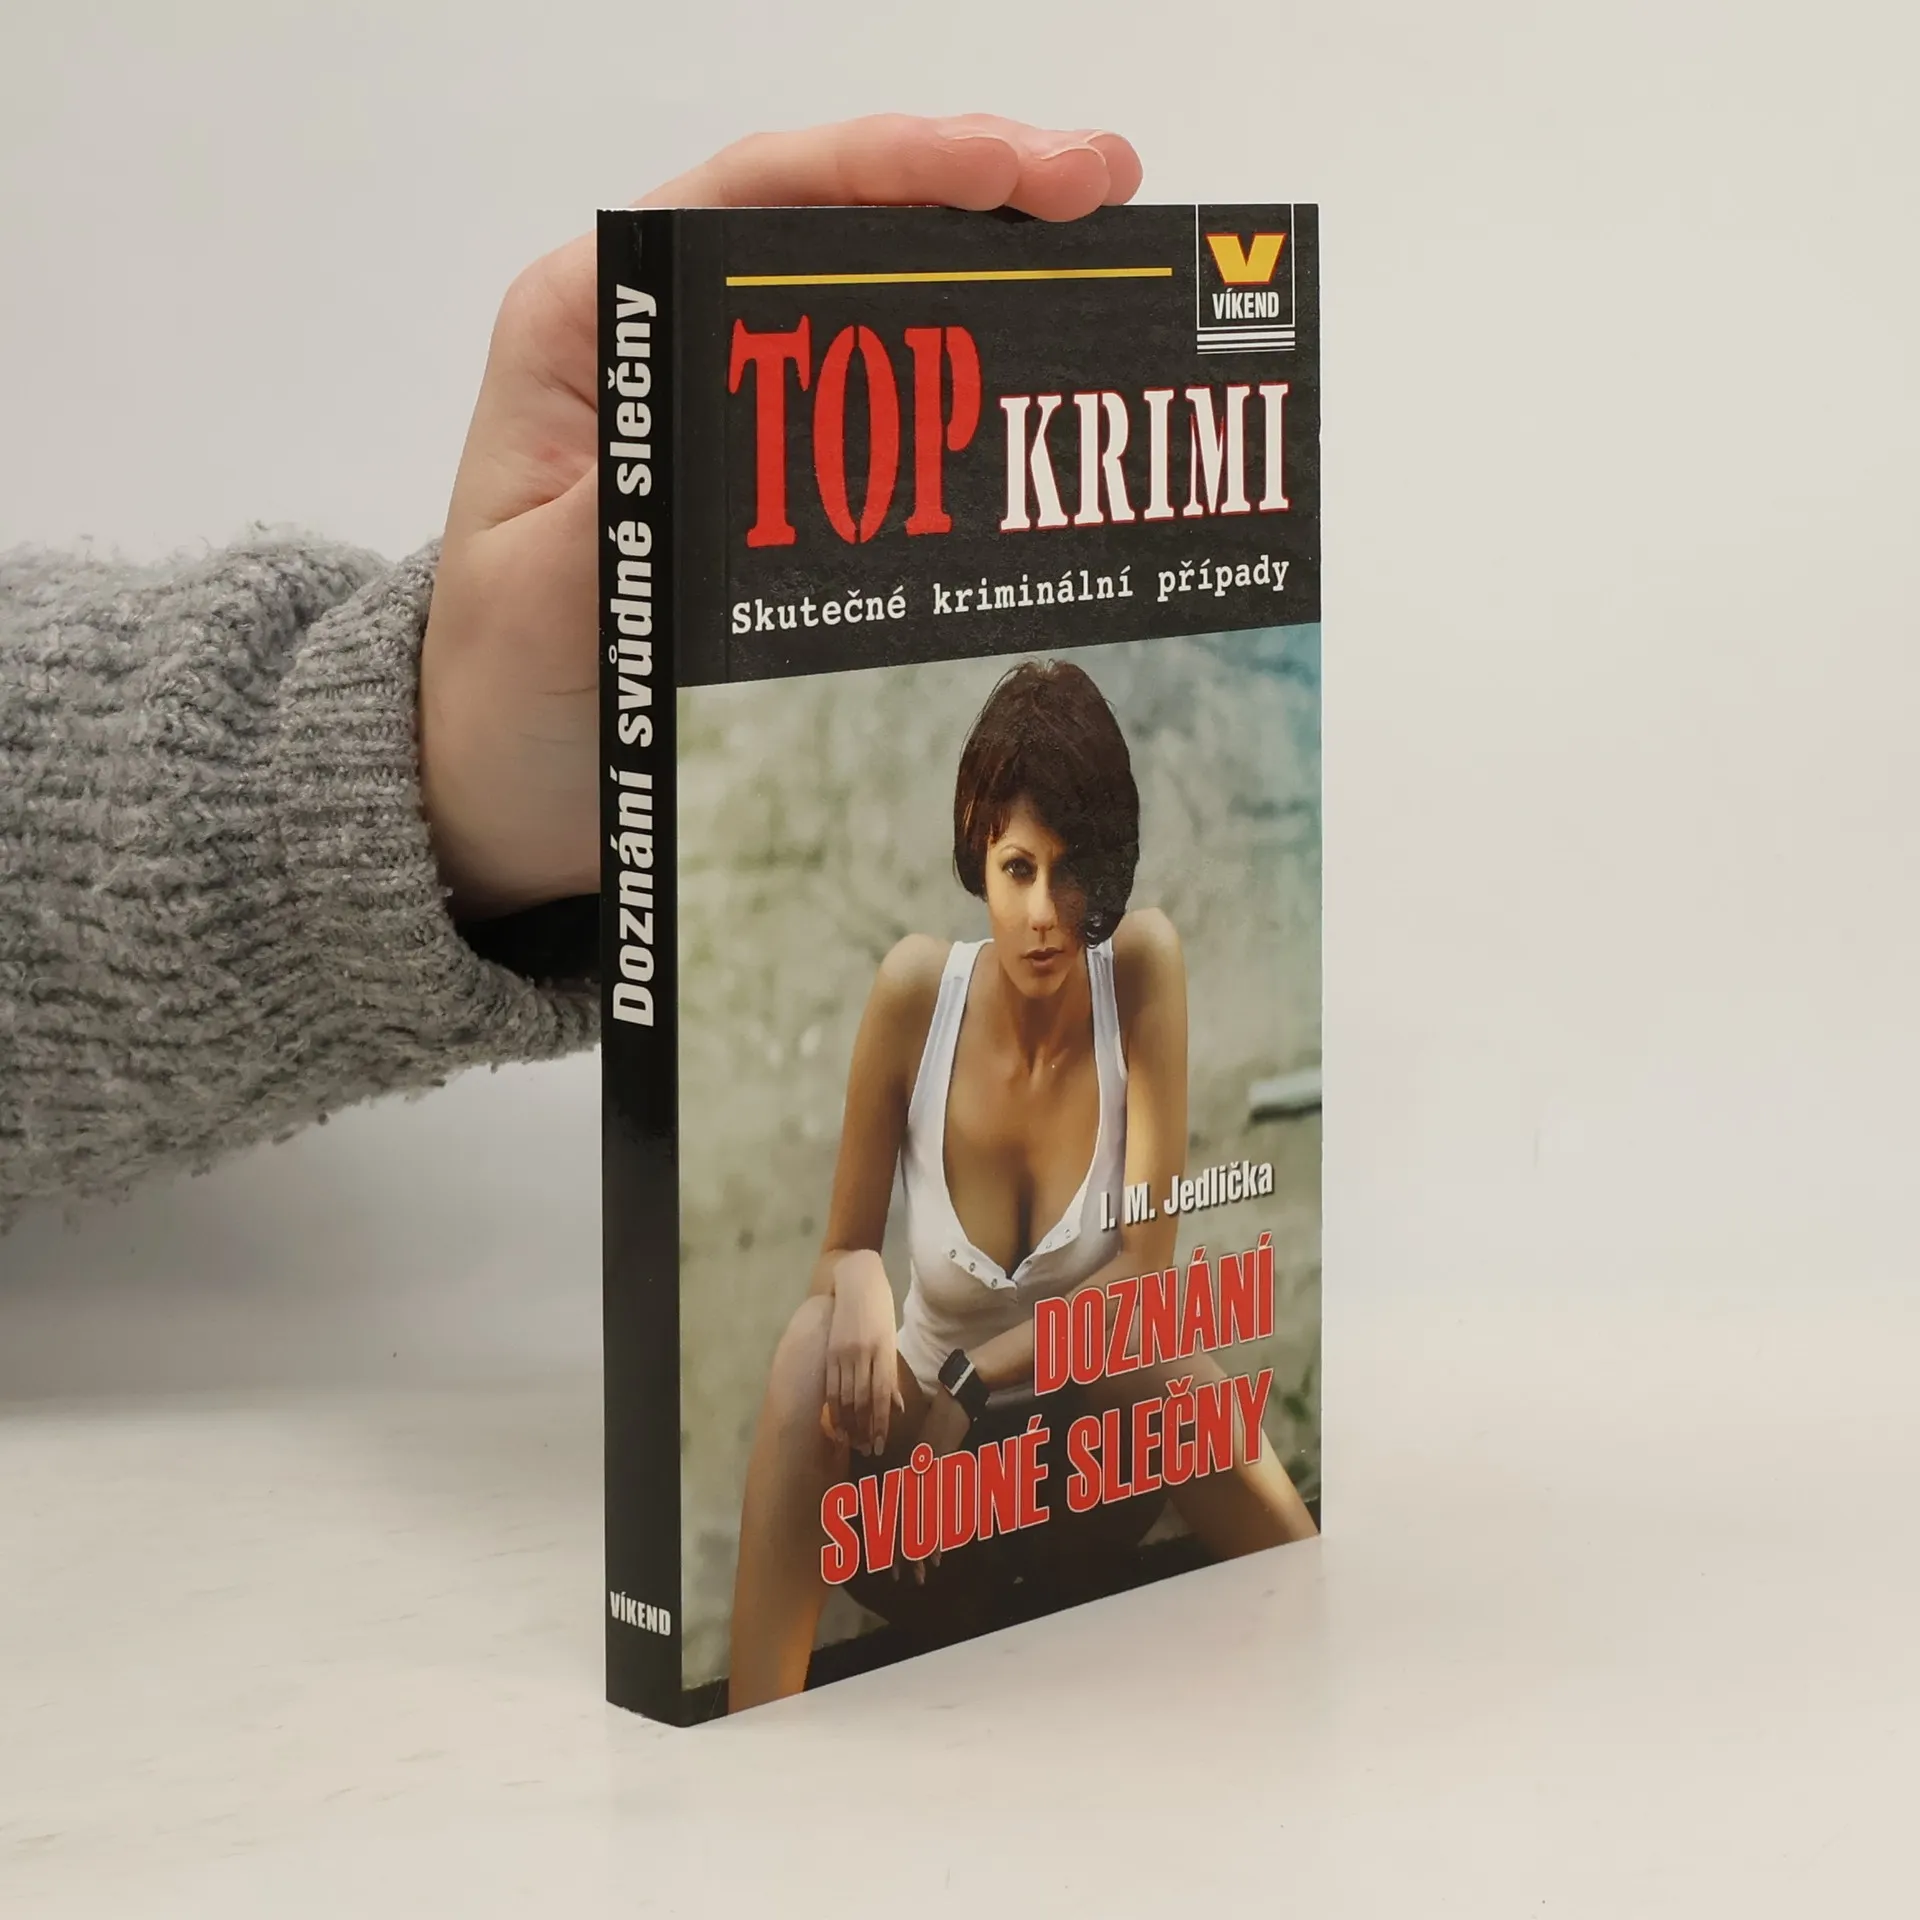 Doznání svůdné slečny
VÍKEND
V
VÍKEND
TOP KRIMI
Skutečné kriminální případy
I. M. Jedlička
DOZNÁNÍ
SVŮDNÉ SLEČNY